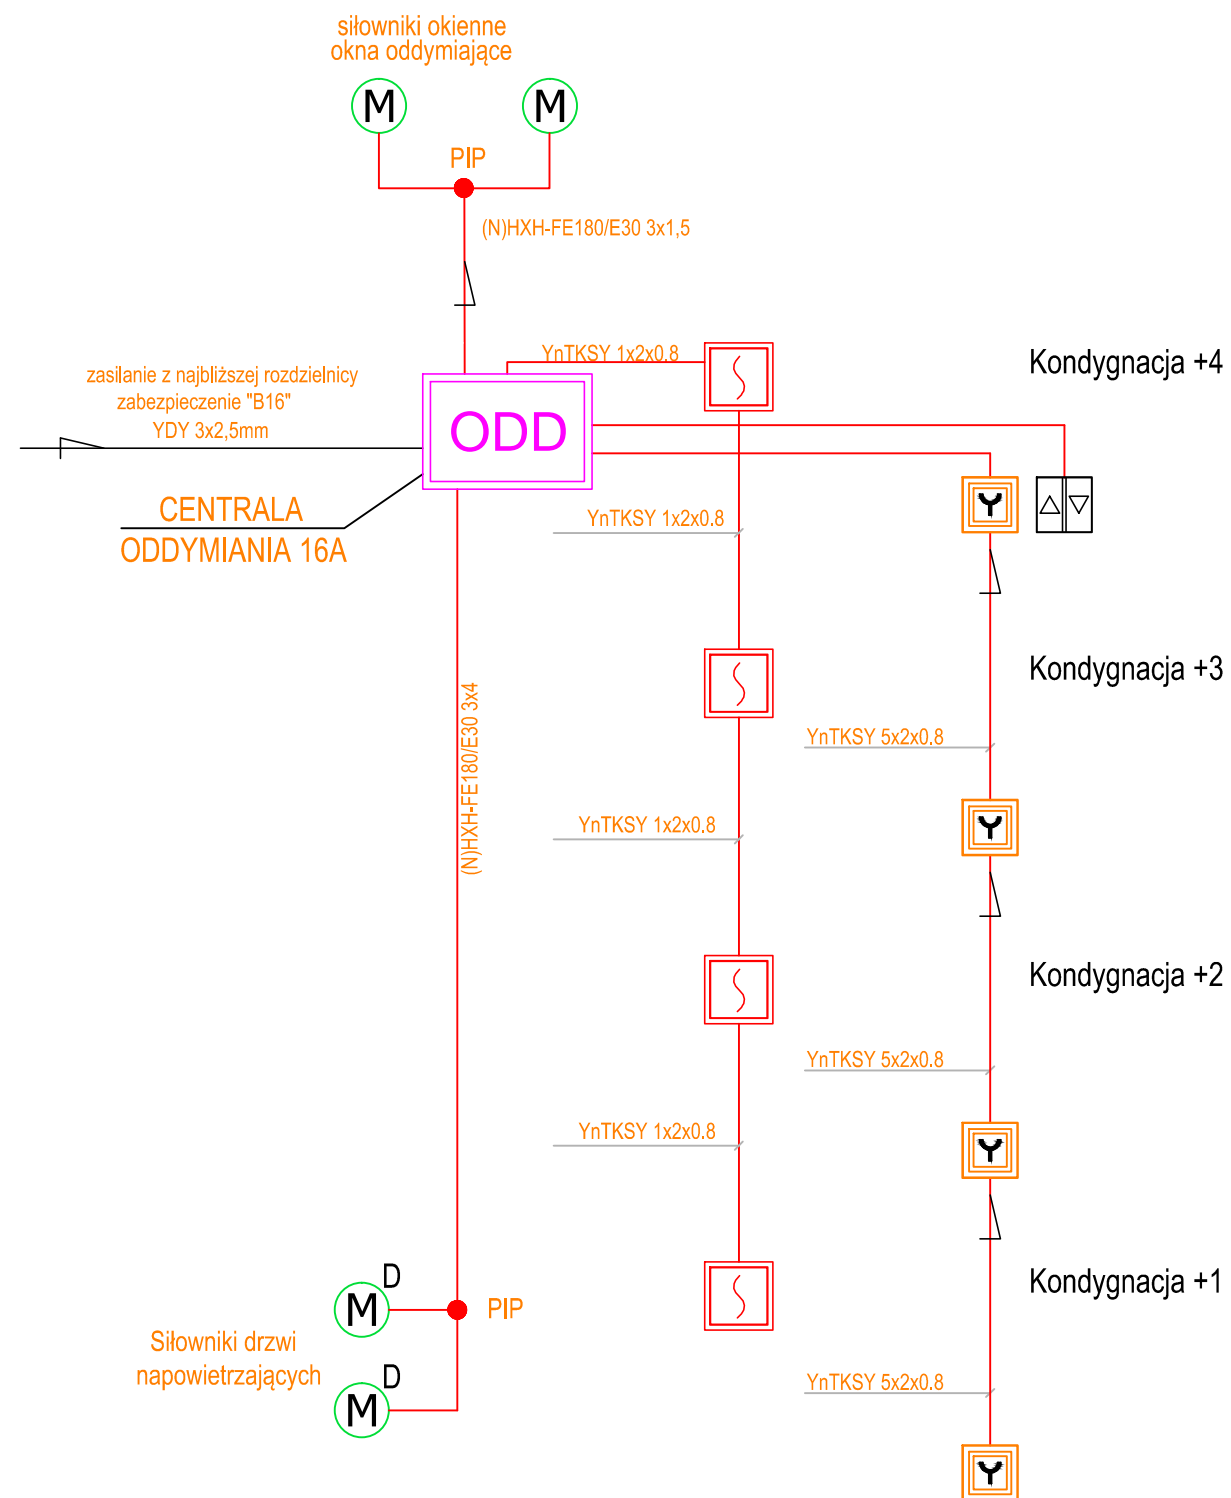 siłowniki okienne
okna oddymiające
M
M
PIP
(N)HXH-FE180/E30 3x1,5
YnTKSY 1x2x0.8
Kondygnacja +4
zasilanie z najbliższej rozdzielnicy
zabezpieczenie "B16"
YDY 3x2,5mm
ODD
CENTRALA
ODDYMIANIA 16A
YnTKSY 1x2x0.8
Y
Kondygnacja +3
(N)HXH-FE180/E30 3x4
YnTKSY 5x2x0.8
YnTKSY 1x2x0.8
Y
Kondygnacja +2
YnTKSY 5x2x0.8
YnTKSY 1x2x0.8
Y
Kondygnacja +1
D
M
PIP
Siłowniki drzwi
napowietrzających
D
M
YnTKSY 5x2x0.8
Y